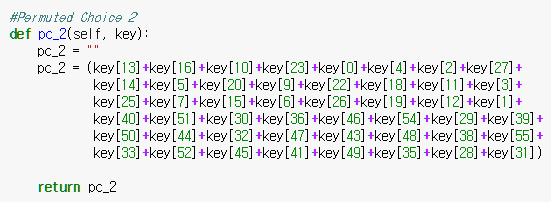 #Permuted Choice 2
def pc_2(self, key):
    pc_2 = ""
    pc_2 = (key[13]+key[16]+key[10]+key[23]+key[0]+key[4]+key[2]+key[27]+
            key[14]+key[5]+key[20]+key[9]+key[22]+key[18]+key[11]+key[3]+
            key[25]+key[7]+key[15]+key[6]+key[26]+key[19]+key[12]+key[1]+
            key[40]+key[51]+key[30]+key[36]+key[46]+key[54]+key[29]+key[39]+
            key[50]+key[44]+key[32]+key[47]+key[43]+key[48]+key[38]+key[55]+
            key[33]+key[52]+key[45]+key[41]+key[49]+key[35]+key[28]+key[31])
    return pc_2